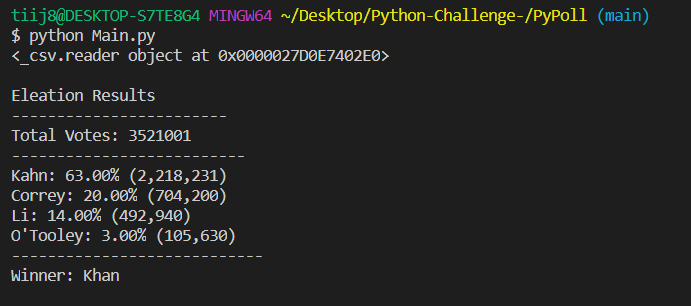 tiij8@DESKTOP-S7TE8G4 MINGW64 ~/Desktop/Python-Challenge-/PyPoll (main)
$ python Main.py
<_csv.reader object at 0x0000027D0E7402E0>
Eleation Results
------------------------
Total Votes: 3521001
--------------------------
Kahn: 63.00% (2,218,231)
Correy: 20.00% (704,200)
Li: 14.00% (492,940)
O'Tooley: 3.00% (105,630)
----------------------------
Winner: Khan